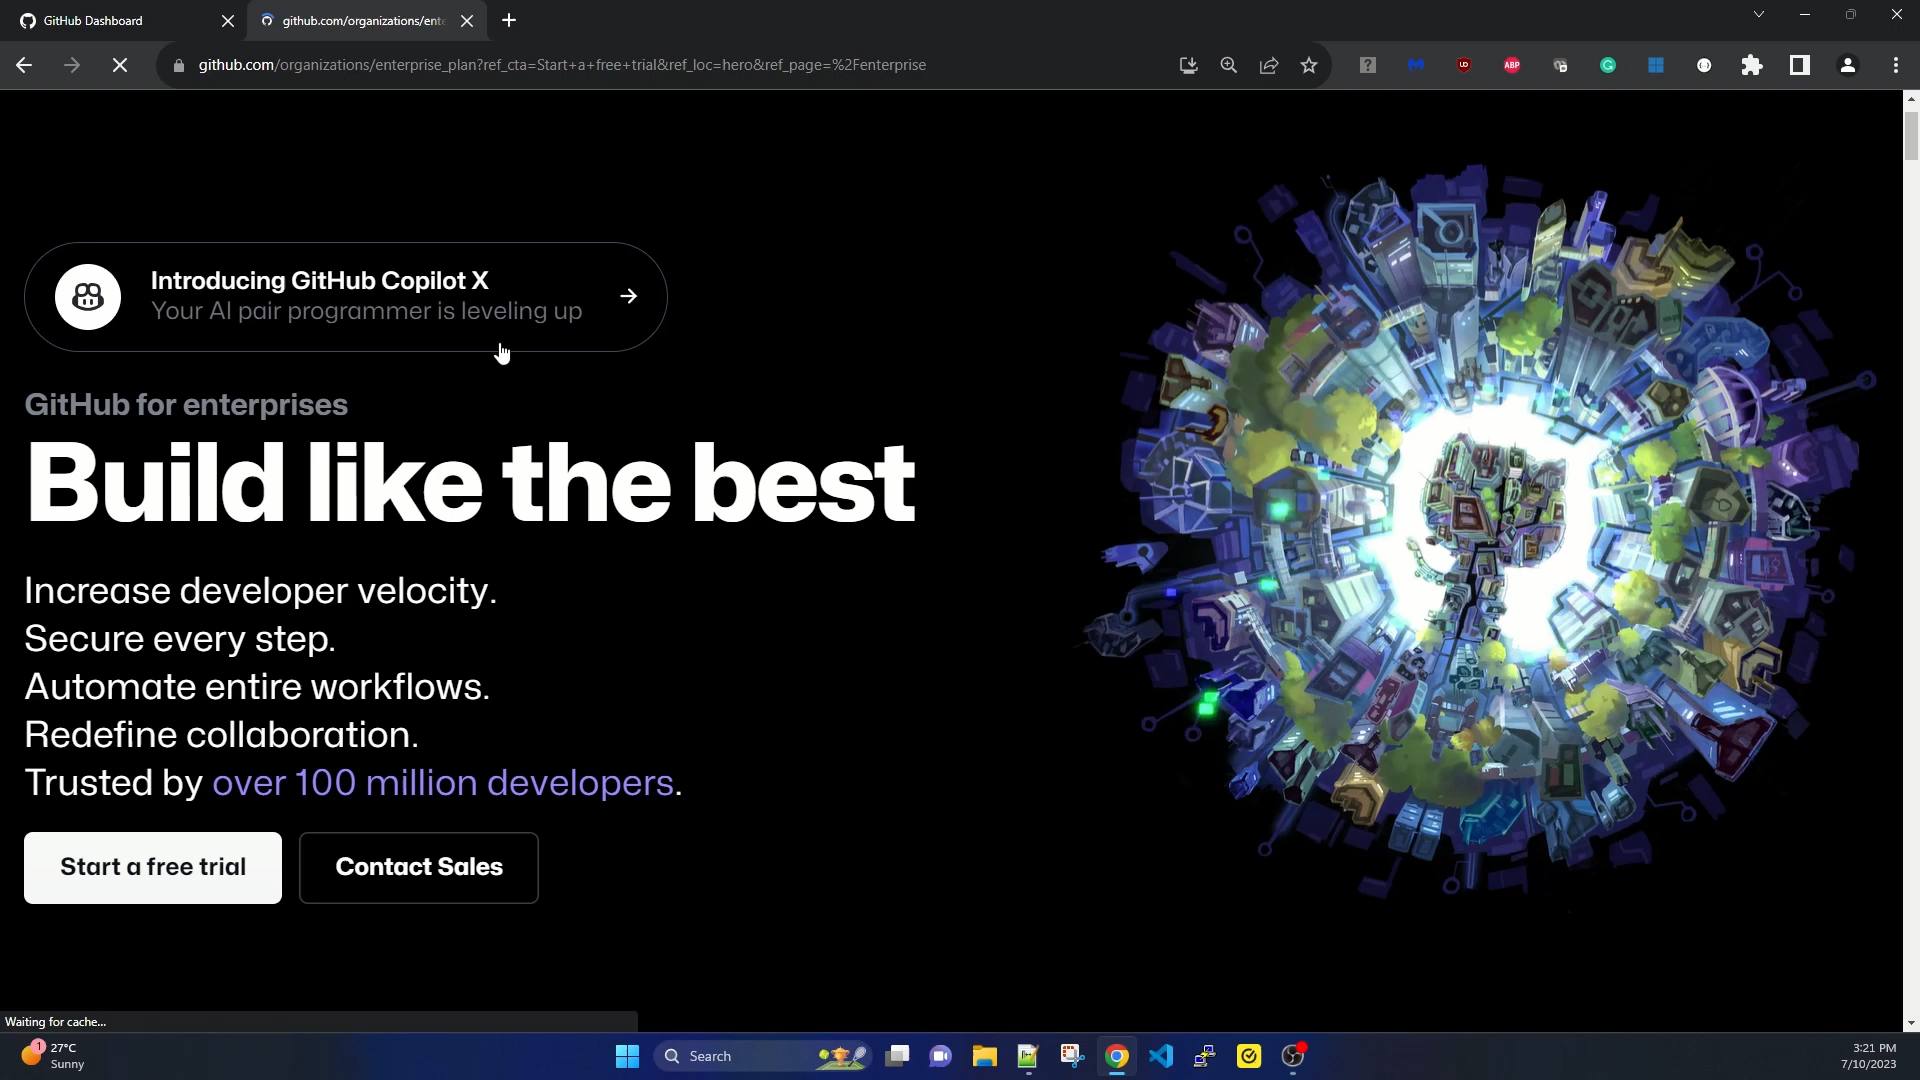 GitHub Dashboard
github.com/organizations/ente
github.com/organizations/enterprise_plan?ref_cta=Start+a+free+trial&ref_loc=hero&ref_page=%2Fenterprise
ABP
Introducing GitHub Copilot X
Your AI pair programmer is leveling up
GitHub for enterprises
Build like the best
Increase developer velocity.
Secure every step.
Automate entire workflows.
Redefine collaboration.
Trusted by over 100 million developers.
Start a free trial
Contact Sales
Waiting for cache...
1
27°C
Sunny
Search
3:21 PM
7/10/2023